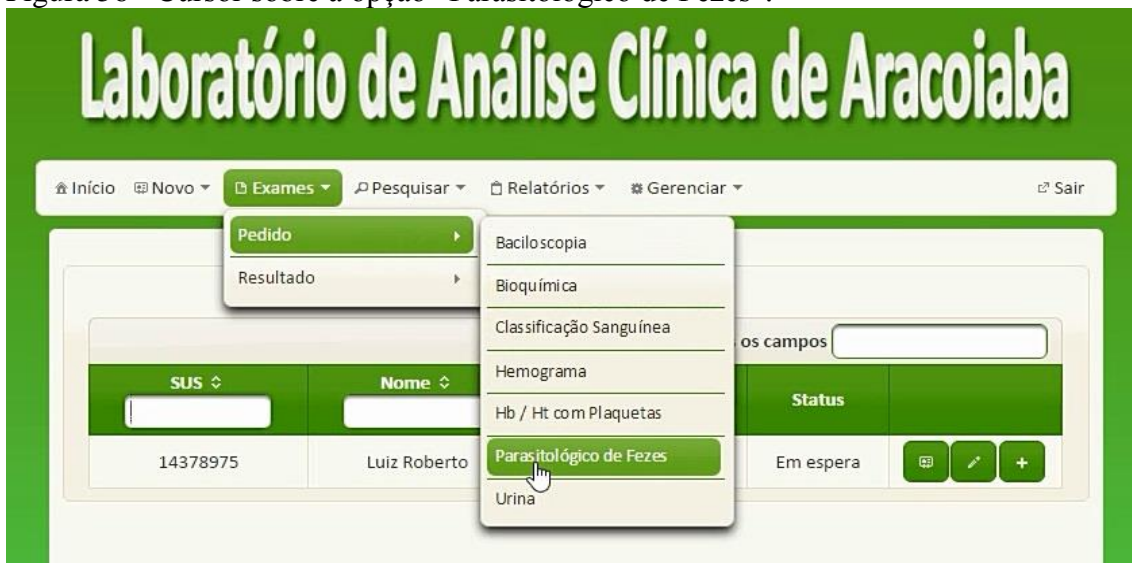 Figura 36 - Cursor sobre a opção "Parasitológico de Fezes".
Laboratório de Análise Clínica de Aracoiaba
Início Novo Exames Pesquisar Relatórios Gerenciar Sair
Pedido
Resultado
Baciloscopia
Bioquímica
Classificação Sanguínea
Hemograma
Hb / Ht com Plaquetas
Parasitológico de Fezes
Urina
os campos
SUS Nome Status
14378975 Luiz Roberto Em espera